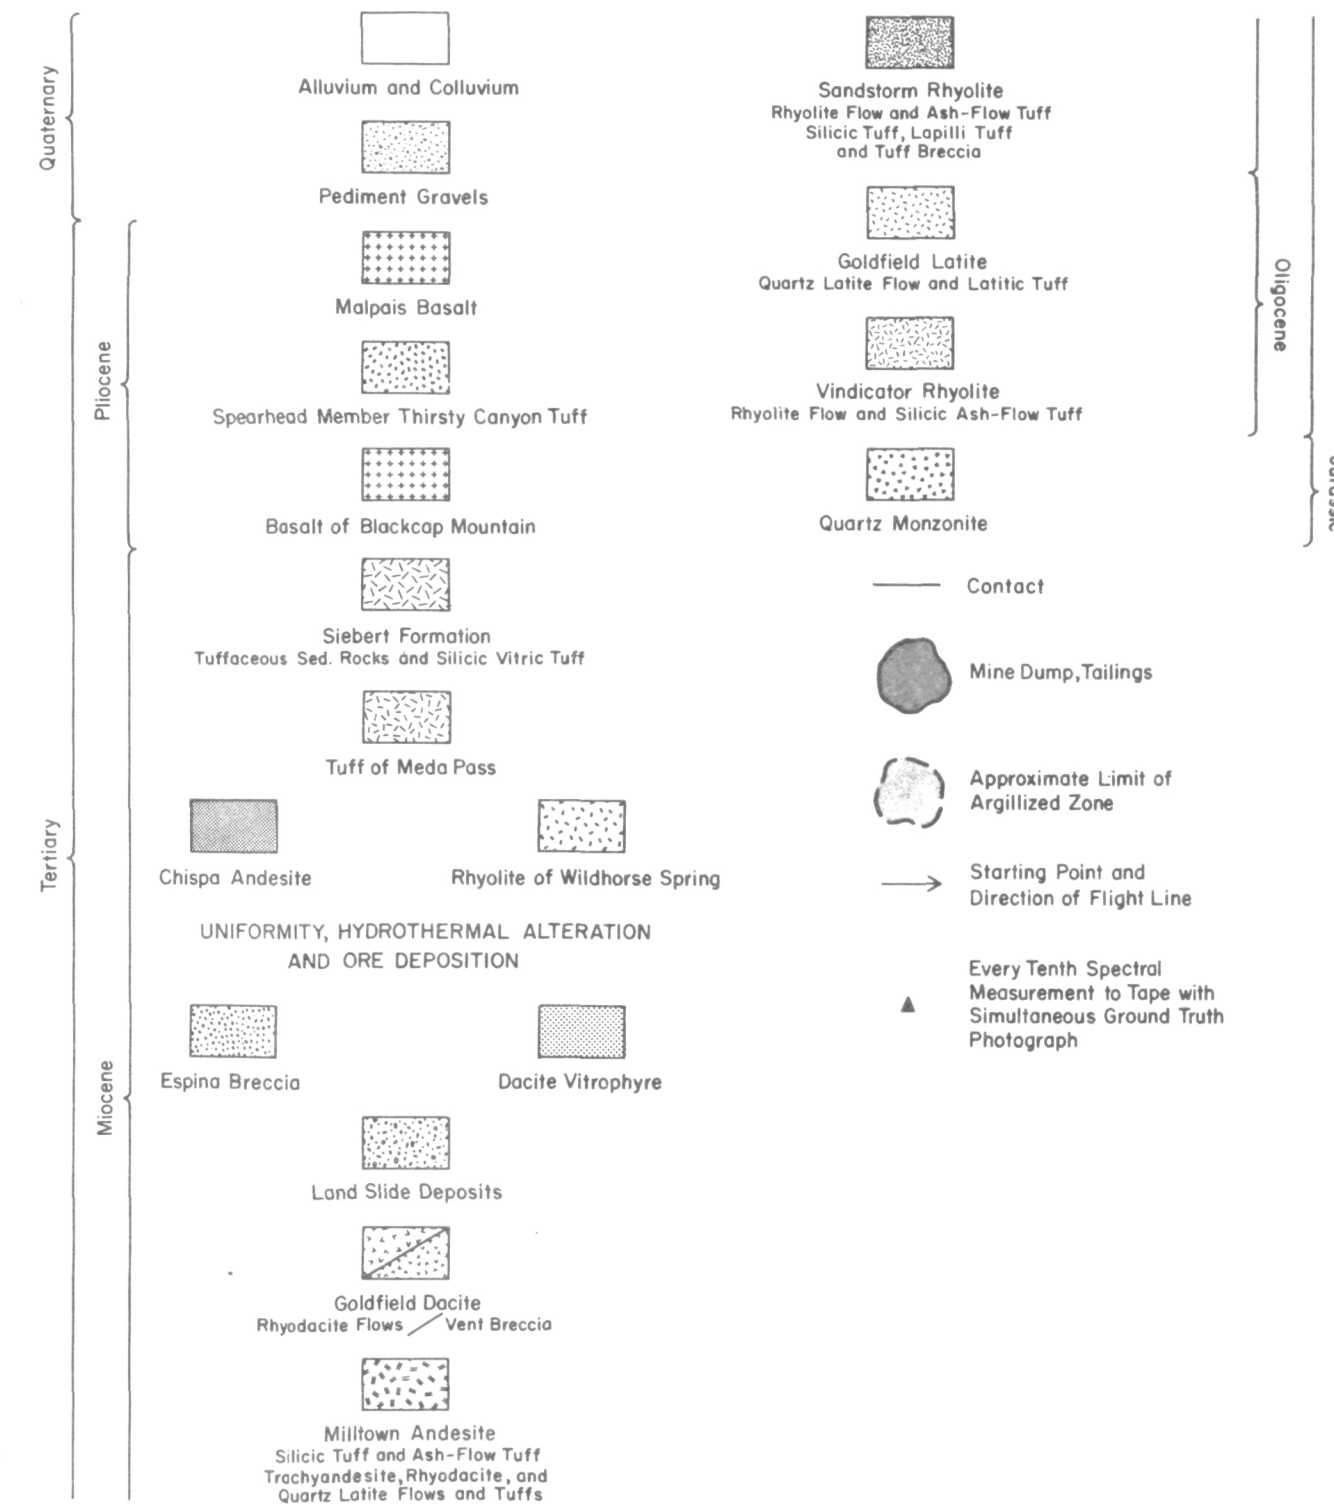 Quaternary
Alluvium and Colluvium
Pediment Gravels
Pliocene
Malpais Basalt
Spearhead Member Thirsty Canyon Tuff
Basalt of Blackcap Mountain
Tertiary
Miocene
Siebert Formation
Tuffaceous Sed. Rocks and Silicic Vitric Tuff
Tuff of Meda Pass
Chispa Andesite
Rhyolite of Wildhorse Spring
UNIFORMITY, HYDROTHERMAL ALTERATION
AND ORE DEPOSITION
Espina Breccia
Dacite Vitrophyre
Land Slide Deposits
Goldfield Dacite
Rhyodacite Flows / Vent Breccia
Milltown Andesite
Silicic Tuff and Ash-Flow Tuff
Trachyandesite, Rhyodacite, and
Quartz Latite Flows and Tuffs
Sandstorm Rhyolite
Rhyolite Flow and Ash-Flow Tuff
Silicic Tuff, Lapilli Tuff
and Tuff Breccia
Goldfield Latite
Quartz Latite Flow and Latitic Tuff
Oligocene
Vindicator Rhyolite
Rhyolite Flow and Silicic Ash-Flow Tuff
Quartz Monzonite
Contact
Mine Dump, Tailings
Approximate Limit of
Argillized Zone
Starting Point and
Direction of Flight Line
Every Tenth Spectral
Measurement to Tape with
Simultaneous Ground Truth
Photograph